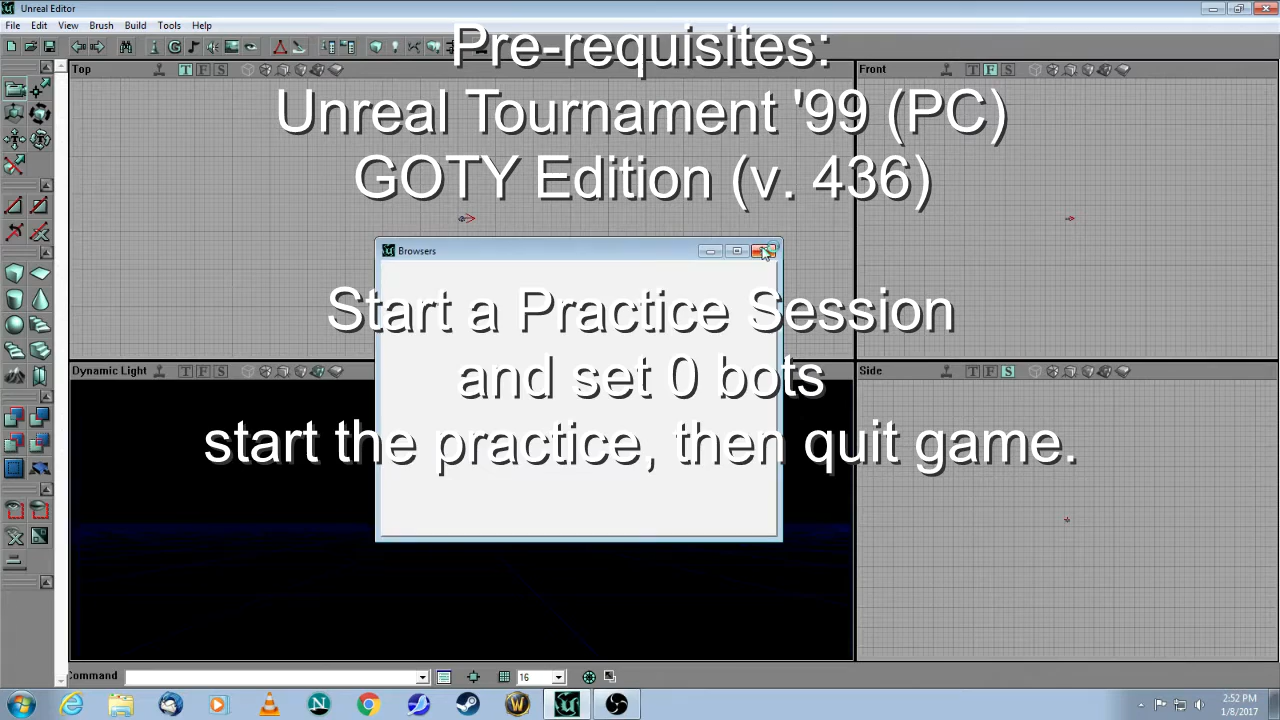 Unreal Editor
File Edit View Brush Build Tools Help
Pre-requisites:
Top T F S
Front T F S
Unreal Tournament '99 (PC)
GOTY Edition (v. 436)
Browsers
Start a Practice Session
and set 0 bots
Dynamic Light T F S
Side T F S
start the practice, then quit game.
Command 16
2:52 PM
1/8/2017